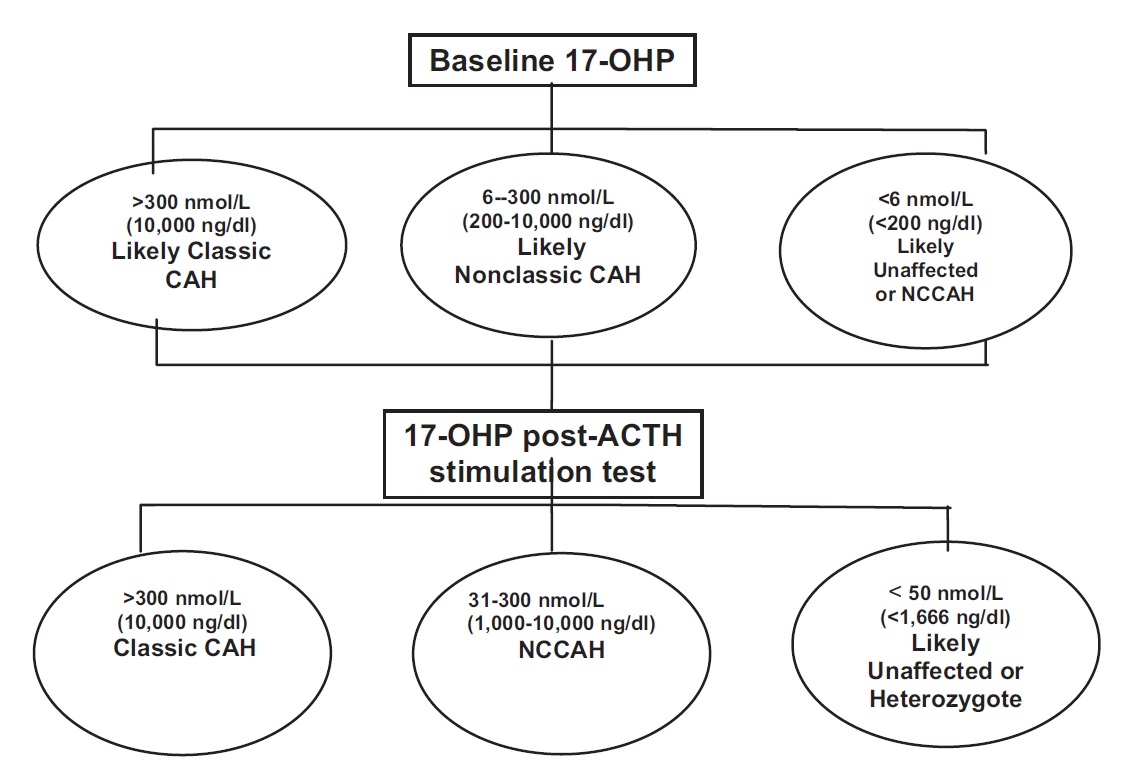 Baseline 17-OHP
>300 nmol/L
(10,000 ng/dl)
Likely Classic
CAH
6--300 nmol/L
(200-10,000 ng/dl)
Likely
Nonclassic CAH
<6 nmol/L
(<200 ng/dl)
Likely
Unaffected
or NCCAH
17-OHP post-ACTH
stimulation test
>300 nmol/L
(10,000 ng/dl)
Classic CAH
31-300 nmol/L
(1,000-10,000 ng/dl)
NCCAH
< 50 nmol/L
(<1,666 ng/dl)
Likely
Unaffected or
Heterozygote